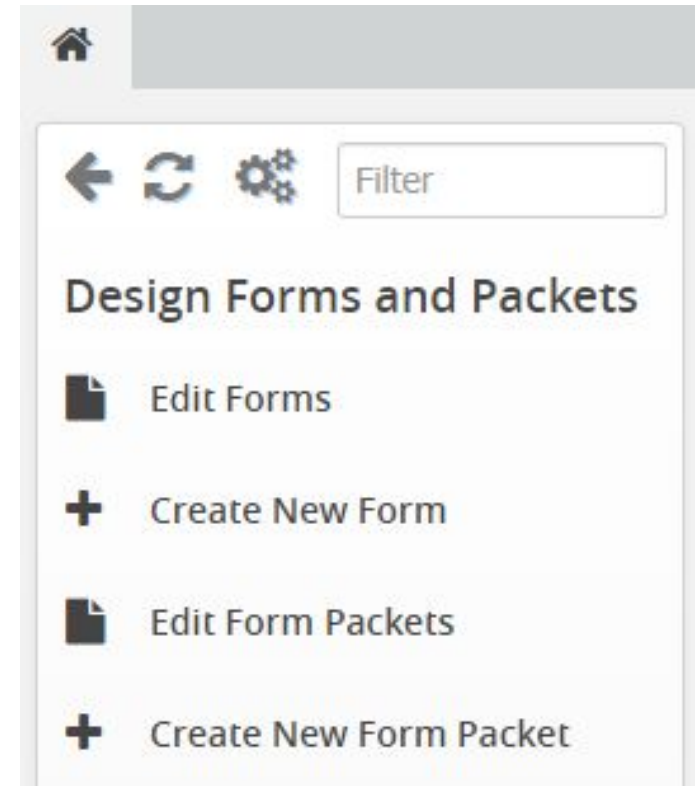 Filter
Design Forms and Packets
Edit Forms
Create New Form
Edit Form Packets
Create New Form Packet